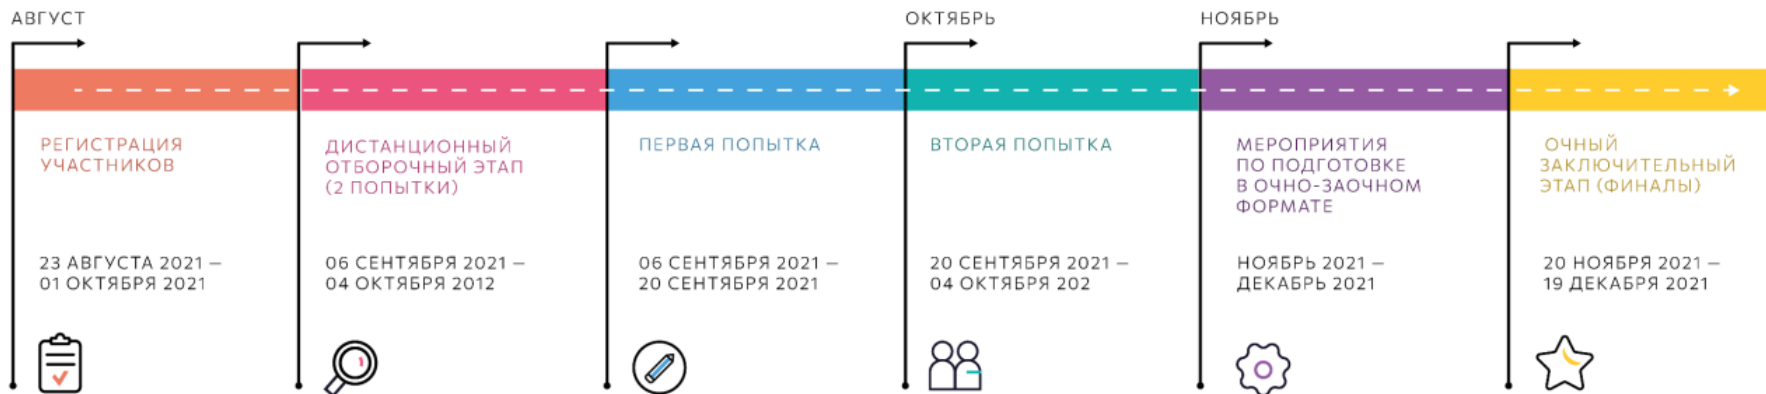 АВГУСТ
ОКТЯБРЬ
НОЯБРЬ
РЕГИСТРАЦИЯ
УЧАСТНИКОВ
23 АВГУСТА 2021 –
01 ОКТЯБРЯ 2021
ДИСТАНЦИОННЫЙ
ОТБОРОЧНЫЙ ЭТАП
(2 ПОПЫТКИ)
06 СЕНТЯБРЯ 2021 –
04 ОКТЯБРЯ 2012
ПЕРВАЯ ПОПЫТКА
06 СЕНТЯБРЯ 2021 –
20 СЕНТЯБРЯ 2021
ВТОРАЯ ПОПЫТКА
20 СЕНТЯБРЯ 2021 –
04 ОКТЯБРЯ 202
МЕРОПРИЯТИЯ
ПО ПОДГОТОВКЕ
В ОЧНО-ЗАОЧНОМ
ФОРМАТЕ
НОЯБРЬ 2021 –
ДЕКАБРЬ 2021
ОЧНЫЙ
ЗАКЛЮЧИТЕЛЬНЫЙ
ЭТАП (ФИНАЛЫ)
20 НОЯБРЯ 2021 –
19 ДЕКАБРЯ 2021